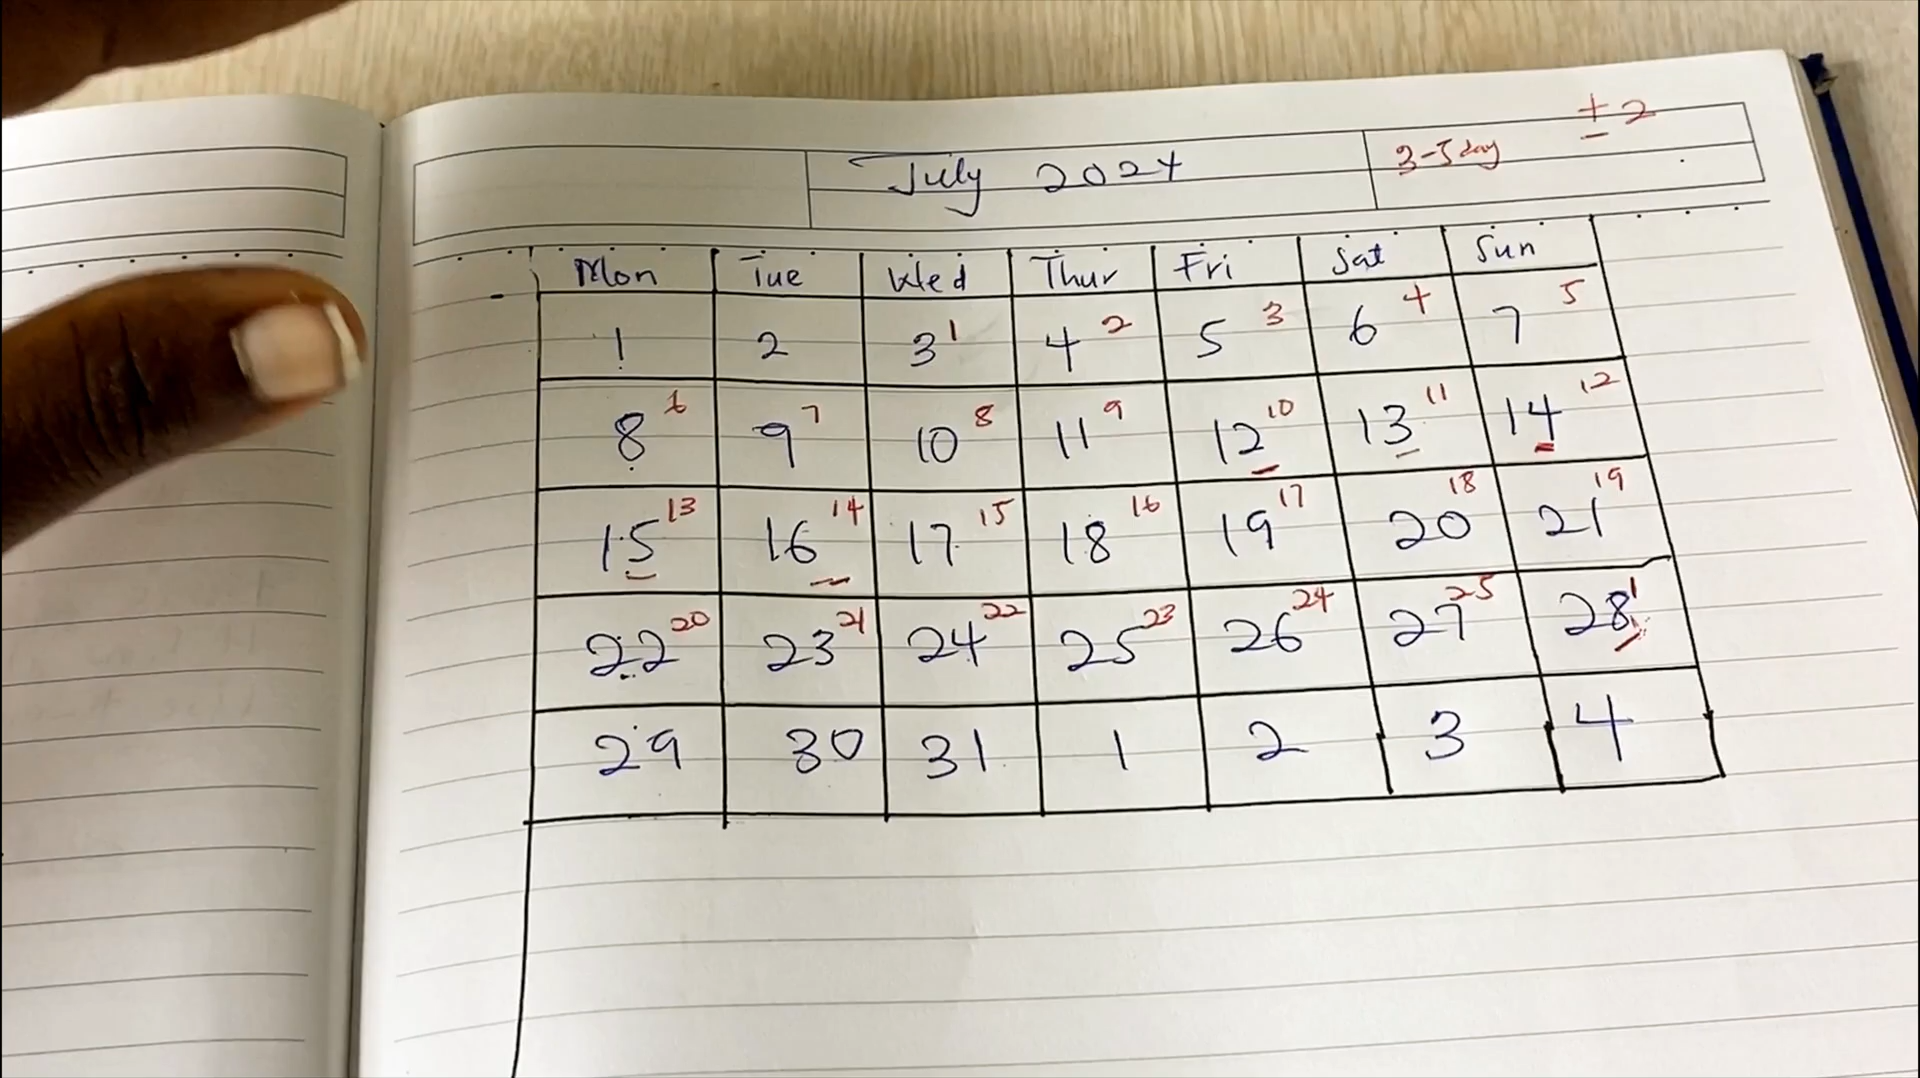 ± 2
July 2024
3-5 day
Mon Tue Wed Thur Fri Sat Sun
1 2 3 1 4 2 5 3 6 4 7 5
8 6 9 7 10 8 11 9 12 10 13 11 14 12
15 13 16 14 17 15 18 16 19 17 20 18 21 19
22 20 23 21 24 22 25 23 26 24 27 25 28 1
29 30 31 1 2 3 4